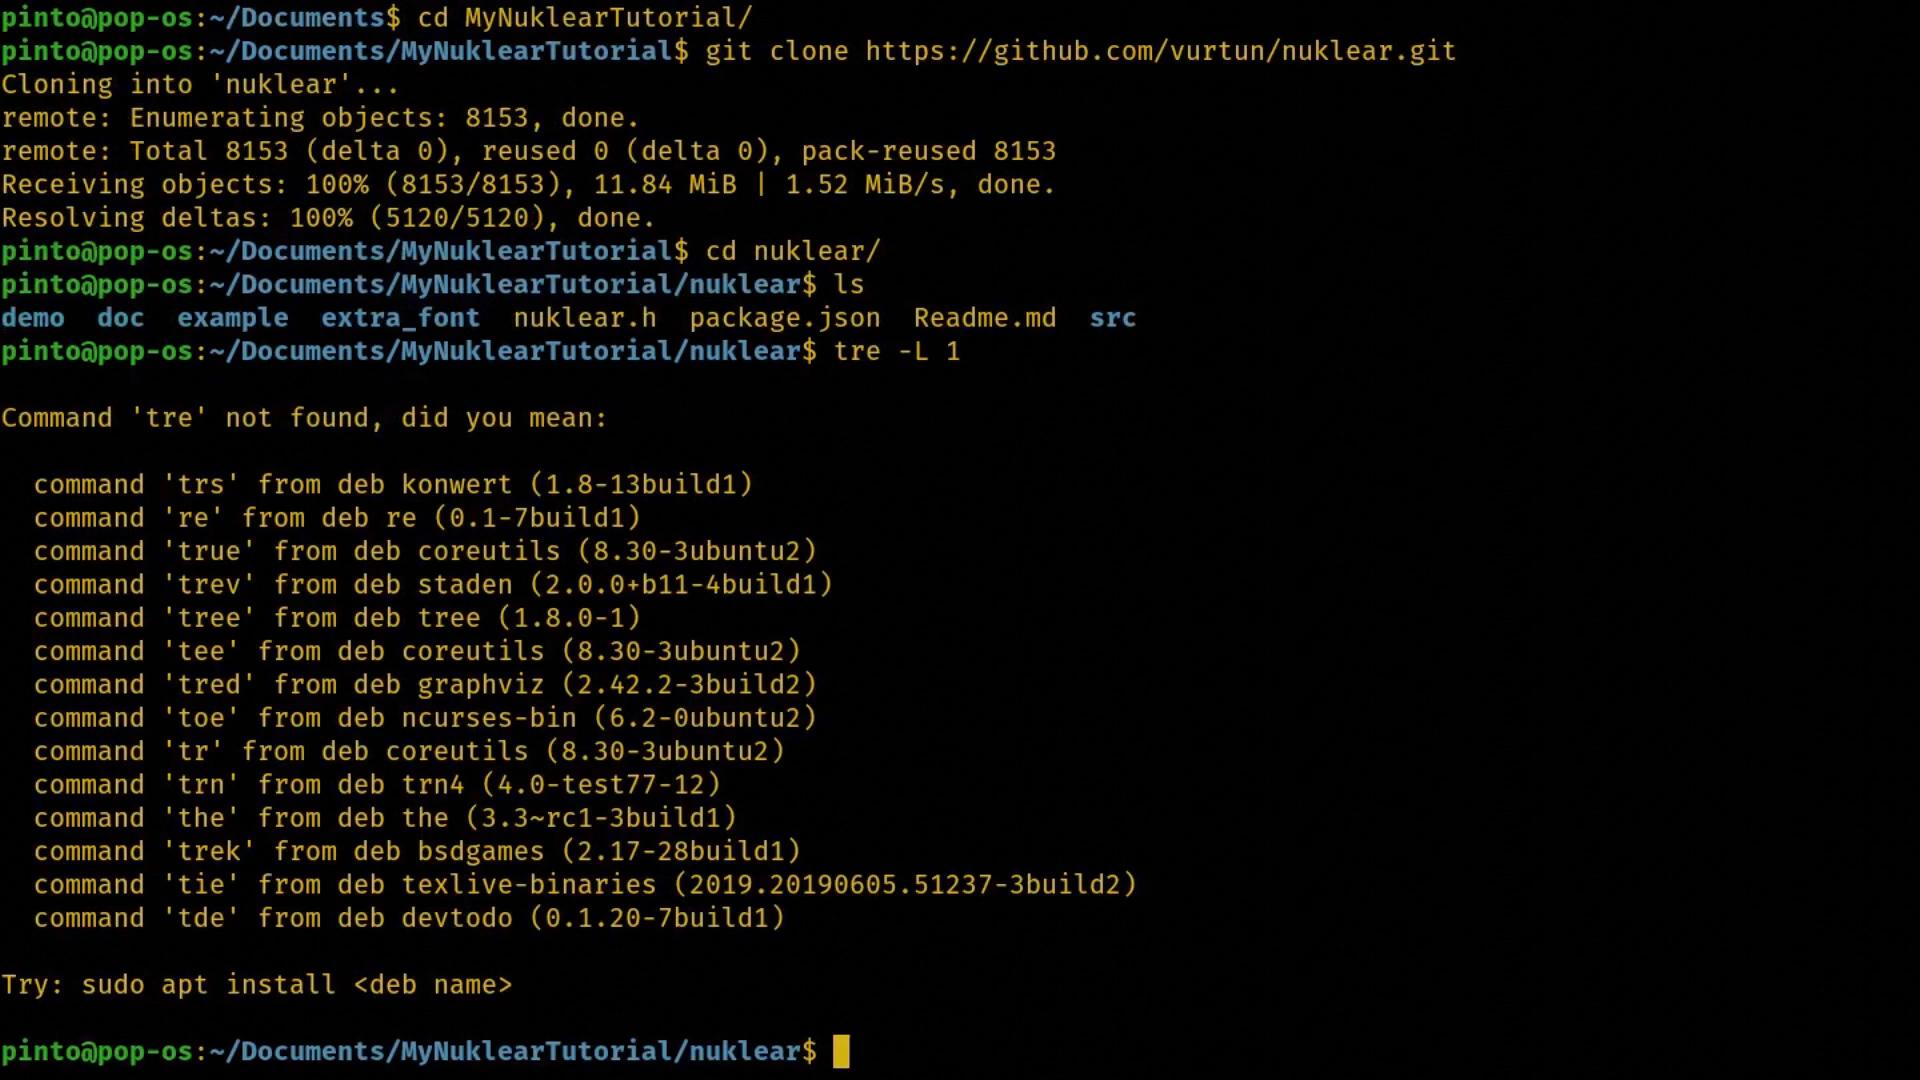 pinto@pop-os:~/Documents$ cd MyNuklearTutorial/
pinto@pop-os:~/Documents/MyNuklearTutorial$ git clone https://github.com/vurtun/nuklear.git
Cloning into 'nuklear'...
remote: Enumerating objects: 8153, done.
remote: Total 8153 (delta 0), reused 0 (delta 0), pack-reused 8153
Receiving objects: 100% (8153/8153), 11.84 MiB | 1.52 MiB/s, done.
Resolving deltas: 100% (5120/5120), done.
pinto@pop-os:~/Documents/MyNuklearTutorial$ cd nuklear/
pinto@pop-os:~/Documents/MyNuklearTutorial/nuklear$ ls
demo  doc  example  extra_font  nuklear.h  package.json  Readme.md  src
pinto@pop-os:~/Documents/MyNuklearTutorial/nuklear$ tre -L 1
Command 'tre' not found, did you mean:
  command 'trs' from deb konwert (1.8-13build1)
  command 're' from deb re (0.1-7build1)
  command 'true' from deb coreutils (8.30-3ubuntu2)
  command 'trev' from deb staden (2.0.0+b11-4build1)
  command 'tree' from deb tree (1.8.0-1)
  command 'tee' from deb coreutils (8.30-3ubuntu2)
  command 'tred' from deb graphviz (2.42.2-3build2)
  command 'toe' from deb ncurses-bin (6.2-0ubuntu2)
  command 'tr' from deb coreutils (8.30-3ubuntu2)
  command 'trn' from deb trn4 (4.0-test77-12)
  command 'the' from deb the (3.3~rc1-3build1)
  command 'trek' from deb bsdgames (2.17-28build1)
  command 'tie' from deb texlive-binaries (2019.20190605.51237-3build2)
  command 'tde' from deb devtodo (0.1.20-7build1)
Try: sudo apt install <deb name>
pinto@pop-os:~/Documents/MyNuklearTutorial/nuklear$